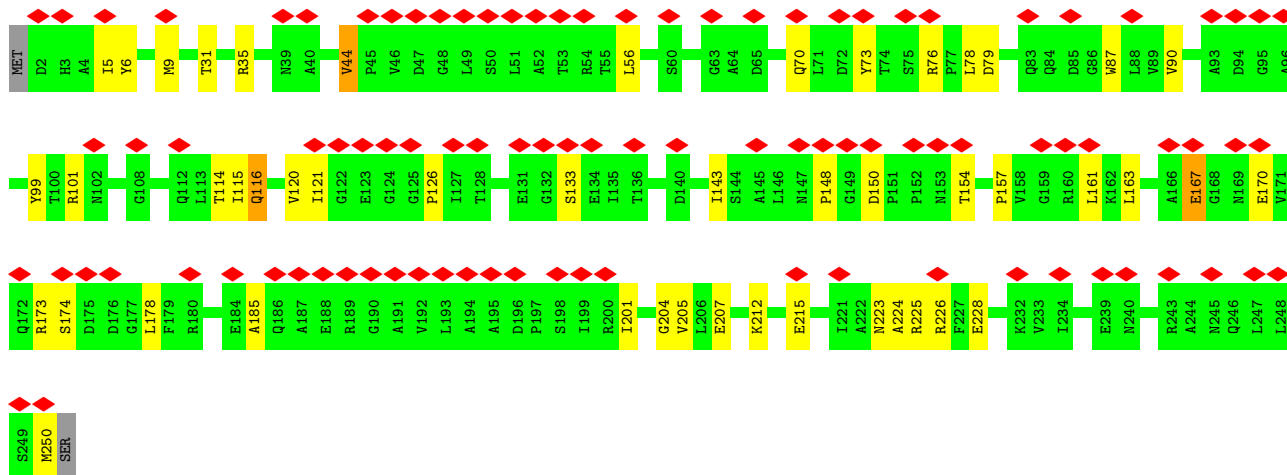 MET D2 H3 A4 I5 Y6 M9 T31 R35 N39 A40 V44 P45 V46 D47 G48 L49 S50 L51 A52 T53 R54 T55 L56 S60 G63 A64 D65 Q70 L71 D72 Y73 T74 S75 R76 P77 L78 D79 Q83 Q84 D85 G86 W87 L88 V89 V90 A93 D94 G95 A96
Y99 T100 R101 N102 G108 Q112 L113 T114 I115 Q116 V120 I121 G122 E123 G124 G125 P126 I127 T128 E131 G132 S133 E134 I135 T136 D140 I143 S144 A145 L146 N147 P148 G149 D150 P151 P152 N153 T154 P157 V158 G159 R160 L161 K162 L163 A166 E167 G168 N169 E170 V171
Q172 R173 S174 D175 D176 G177 L178 F179 R180 E184 A185 Q186 A187 E188 R189 G190 A191 V192 L193 A194 A195 D196 P197 S198 I199 R200 I201 G204 V205 L206 E207 K212 E215 I221 A222 N223 A224 R225 R226 F227 E228 K232 V233 I234 E239 N240 R243 A244 N245 Q246 L247 L248
S249 M250 SER